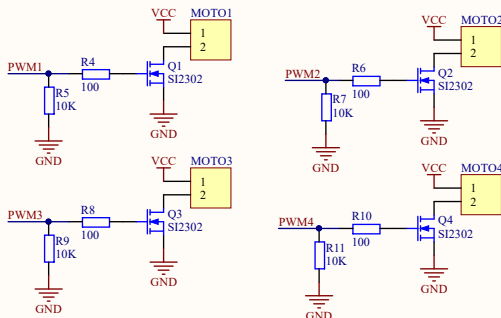 VCC
MOTO1
1
2
PWM1
R4
100
Q1
SI2302
R5
10K
GND
GND
VCC
MOTO2
1
2
PWM2
R6
100
Q2
SI2302
R7
10K
GND
GND
VCC
MOTO3
1
2
PWM3
R8
100
Q3
SI2302
R9
10K
GND
GND
VCC
MOTO4
1
2
PWM4
R10
100
Q4
SI2302
R11
10K
GND
GND